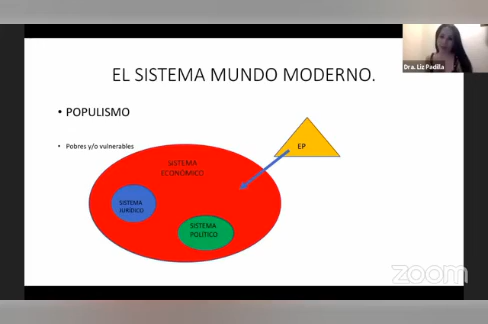 Dra. Liz Padilla
EL SISTEMA MUNDO MODERNO.
• POPULISMO
• Pobres y/o vulnerables
EP
SISTEMA
ECONÓMICO
SISTEMA
JURÍDICO
SISTEMA
POLÍTICO
zoom